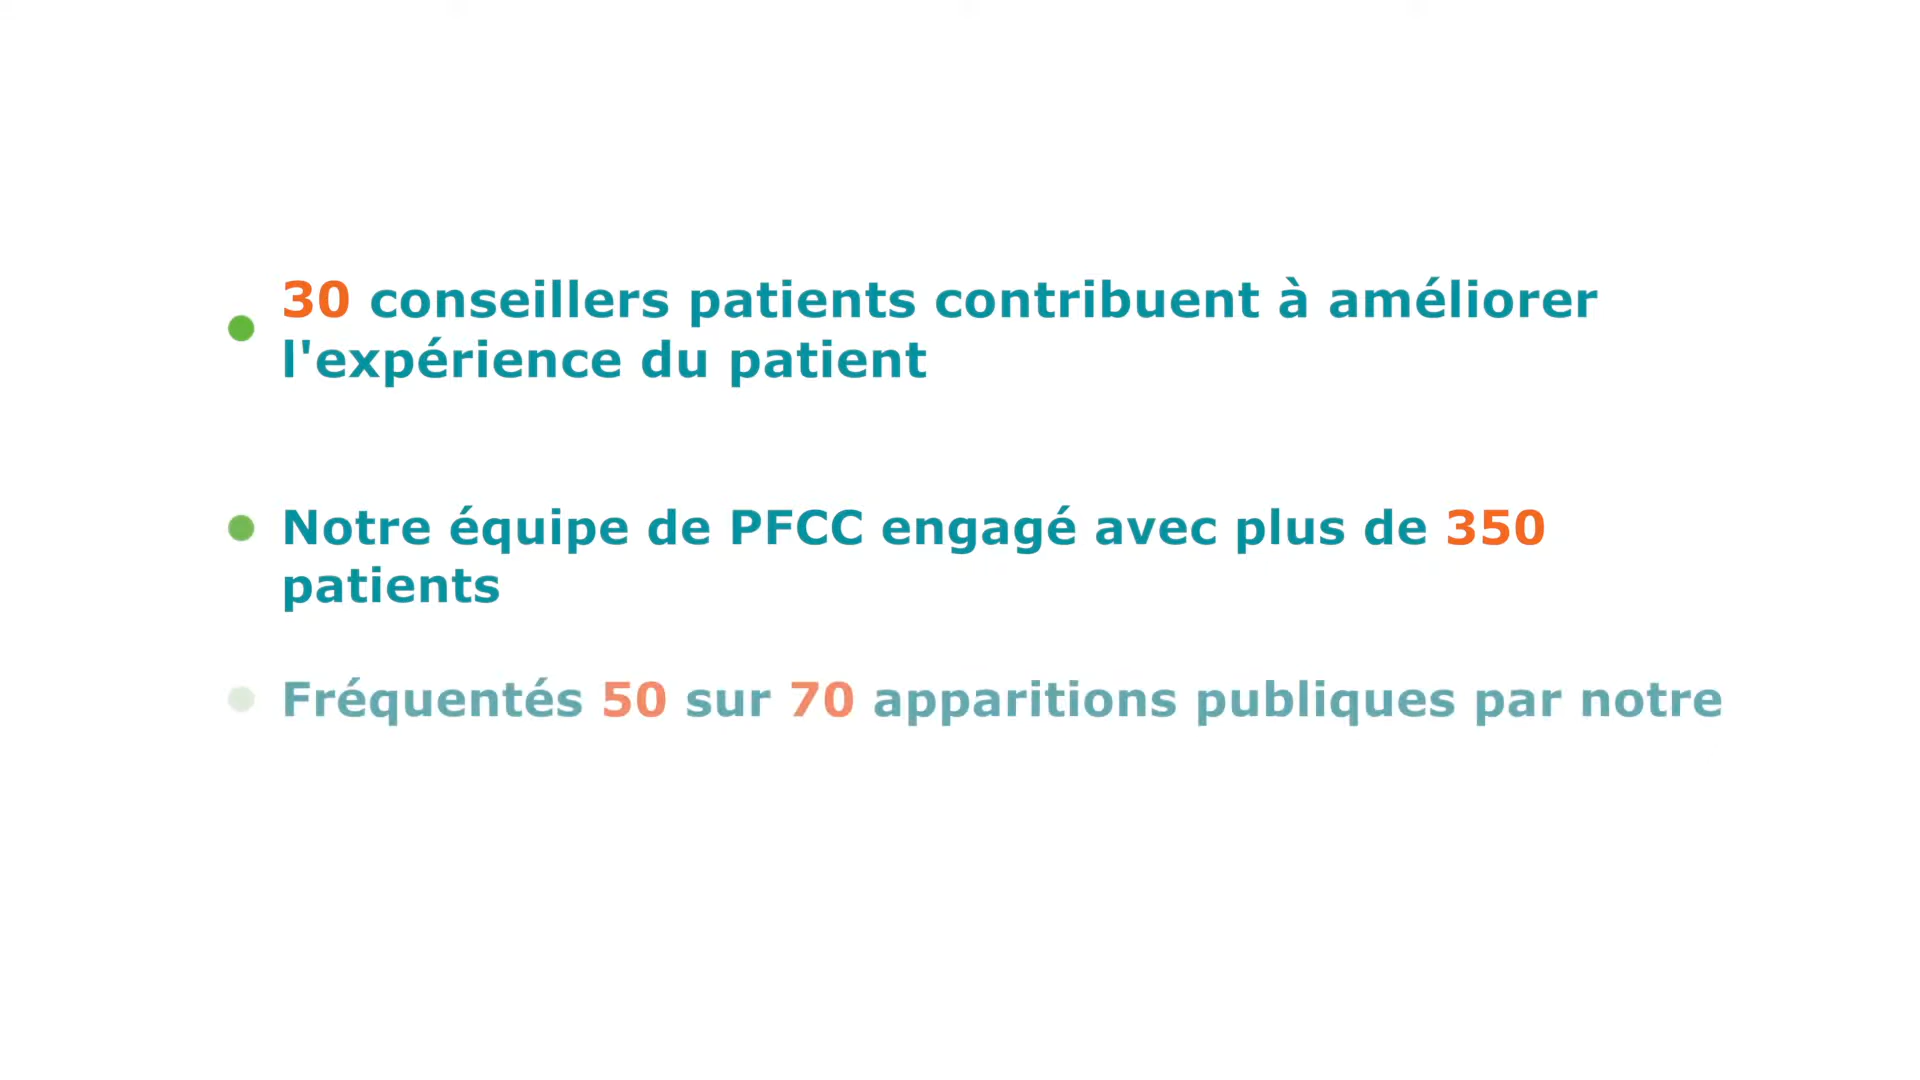 30 conseillers patients contribuent à améliorer
l'expérience du patient
Notre équipe de PFCC engagé avec plus de 350
patients
Fréquentés 50 sur 70 apparitions publiques par notre